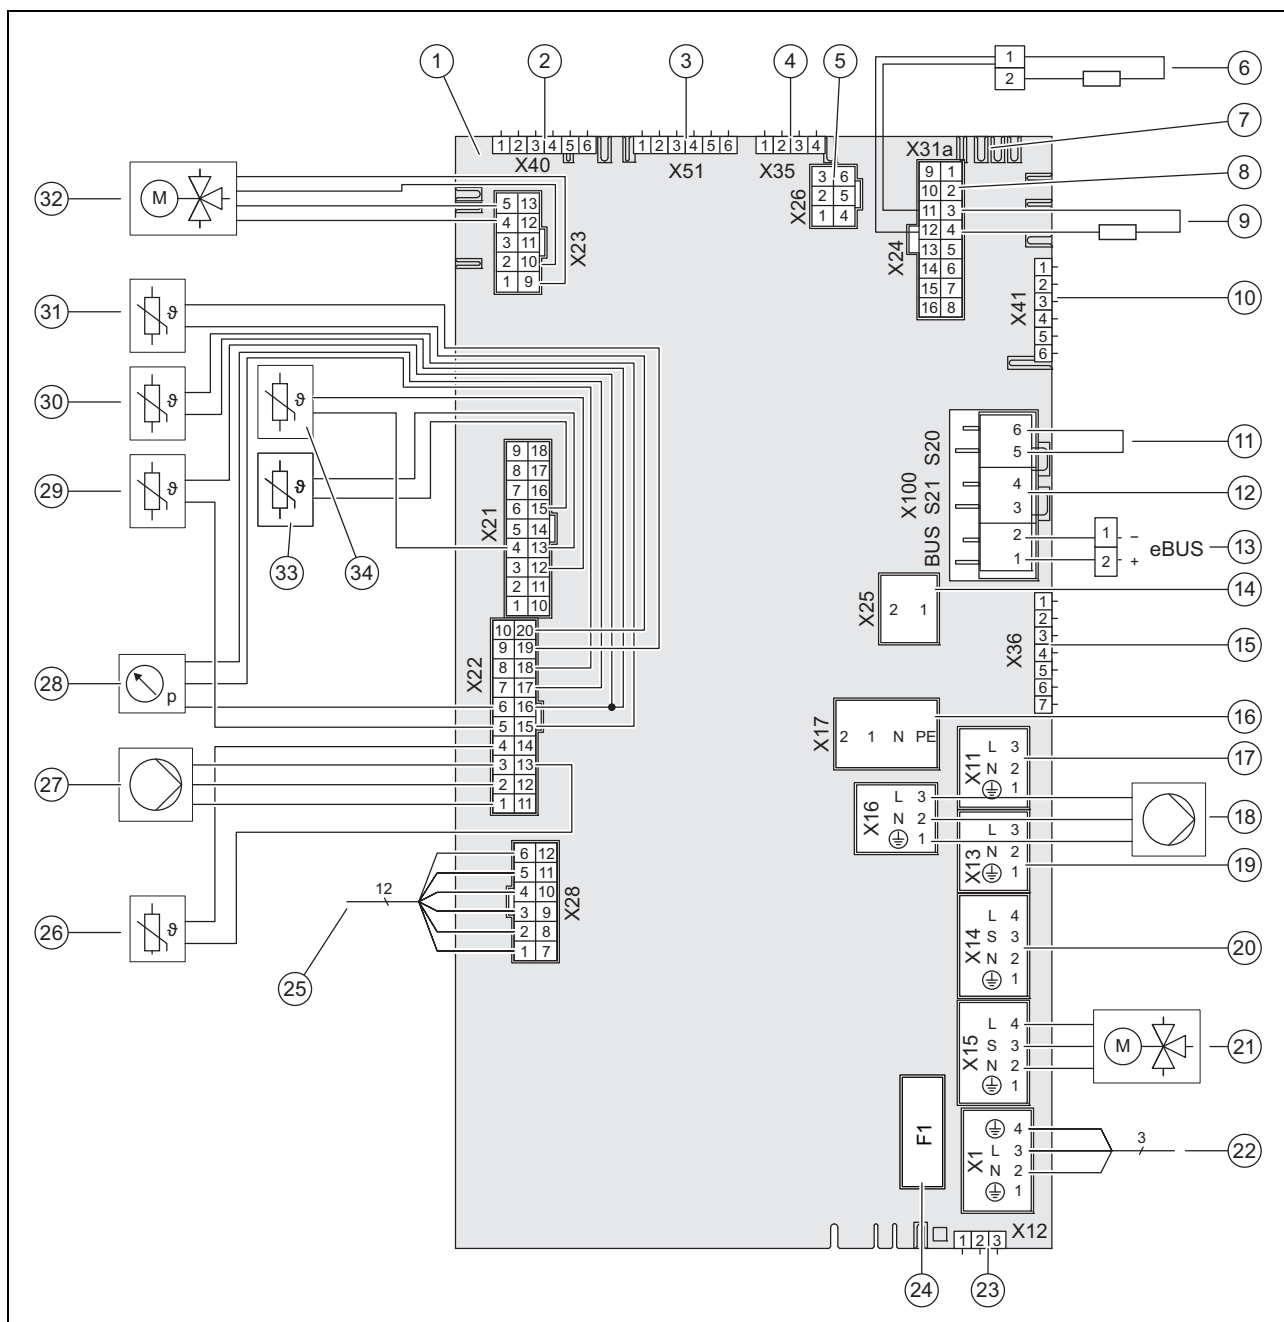 1 2 3 4 5 6
1 2 3 4 5 6 1 2 3 4 5 6 1 2 3 4
X40 X51 X35 X31a
1
2
7
8
9
10
32 M
5 13
4 12
3 11
2 10
1 9
X23
3 6
2 5
1 4
X26
9 1
10 2
11 3
12 4
13 5
14 6
15 7
16 8
X24
X41
1
2
3
4
5
6
31 ϑ
30 ϑ
29 ϑ
ϑ
ϑ
33 34
9 18
8 17
7 16
6 15
5 14
4 13
3 12
2 11
1 10
X21
X100
BUS S21 S20
6
5
4
3
2
1
11
12
1 −
2 +
eBUS 13
X25
2 1
14
X36
1
2
3
4
5
6
7
15
28 p
27
10 20
9 19
8 18
7 17
6 16
5 15
4 14
3 13
2 12
1 11
X22
X17
2 1 N PE
16
X11
L 3
N 2
1
17
X16
L 3
N 2
1
18
X13
L 3
N 2
1
19
26 ϑ
25
12
6 12
5 11
4 10
3 9
2 8
1 7
X28
X14
L 4
S 3
N 2
1
20
X15
L 4
S 3
N 2
1
M 21
F1
X1
4
L 3
N 2
1
3
22
X12
1 2 3
24 23